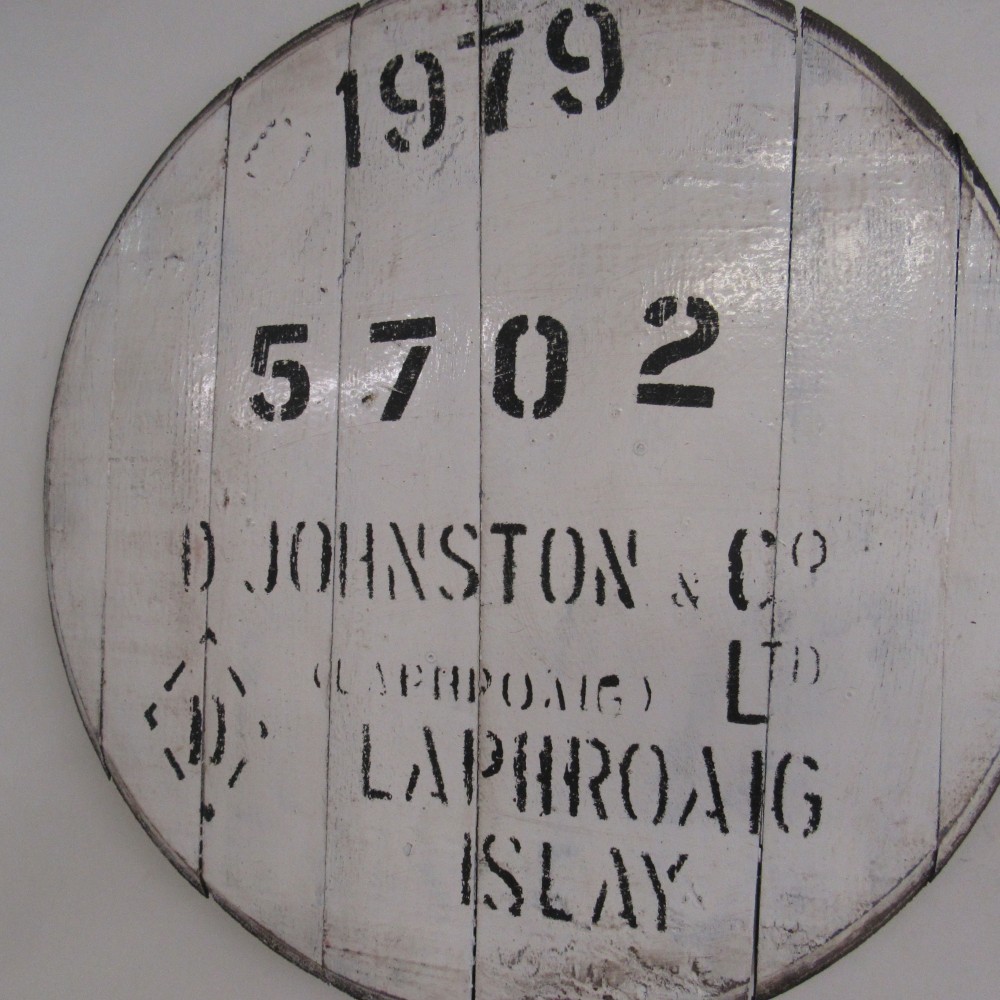 1979
5702
D JOHNSTON & Co
(LAPHROAIG) LTD
D
LAPHROAIG
ISLAY